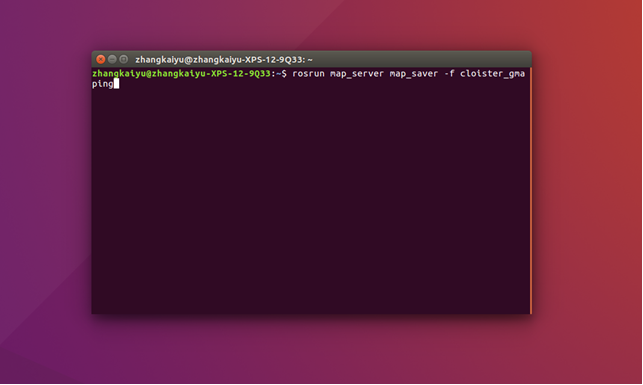 zhangkaiyu@zhangkaiyu-XPS-12-9Q33: ~
zhangkaiyu@zhangkaiyu-XPS-12-9Q33:~$ rosrun map_server map_saver -f cloister_gma
ping